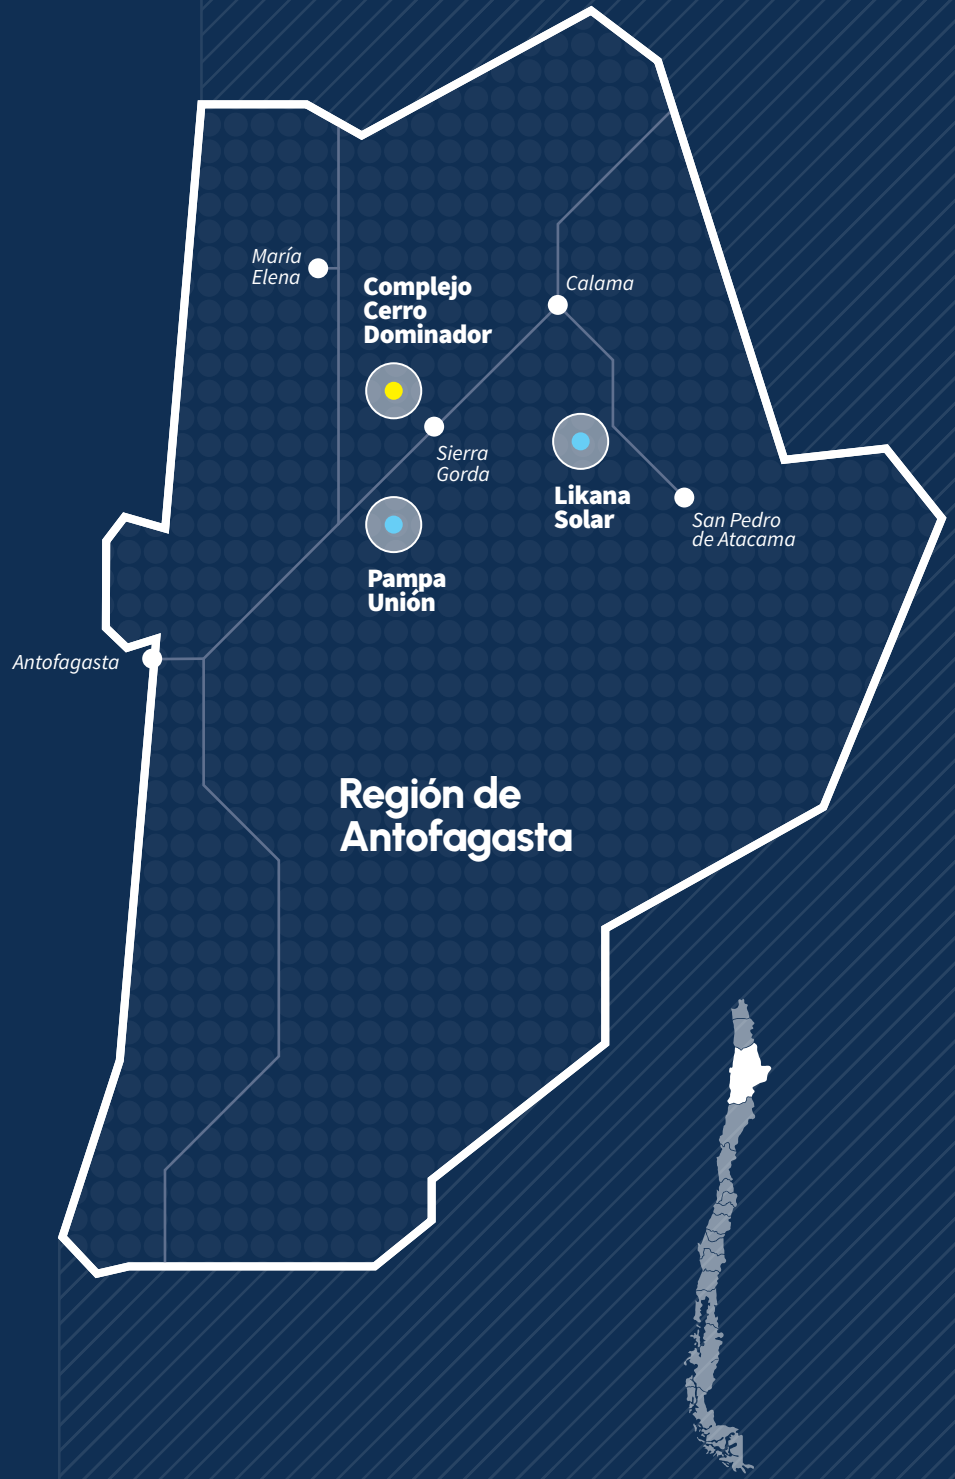 María
Elena
Complejo
Cerro
Dominador
Calama
Sierra
Gorda
Likana
Solar
San Pedro
de Atacama
Pampa
Unión
Antofagasta
Región de
Antofagasta